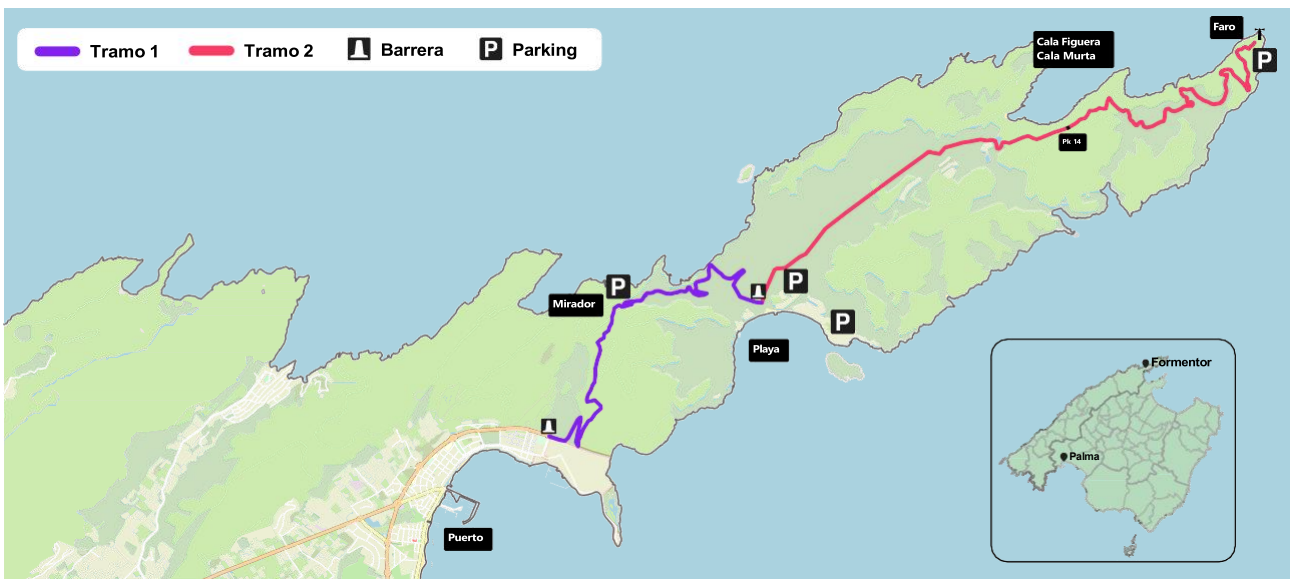 Tramo 1
Tramo 2
Barrera
P
Parking
Faro
P
Cala Figuera
Cala Murta
Pk 14
P
Mirador
P
P
Playa
Puerto
Formentor
Palma